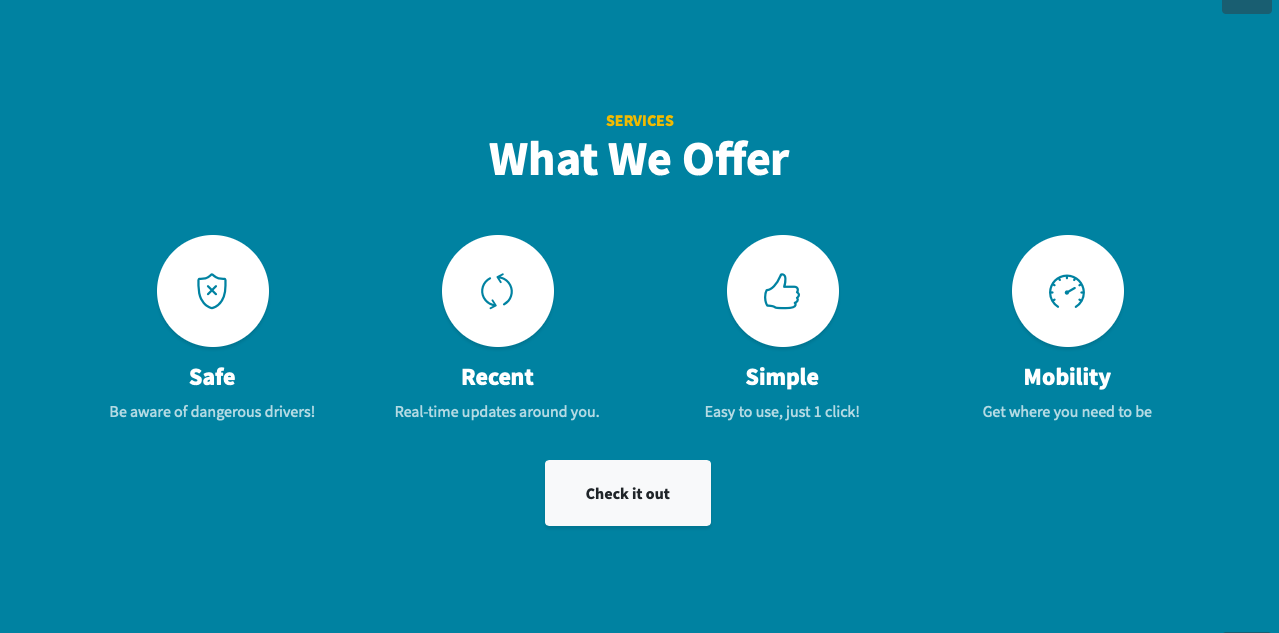 SERVICES
What We Offer
Safe
Be aware of dangerous drivers!
Recent
Real-time updates around you.
Simple
Easy to use, just 1 click!
Mobility
Get where you need to be
Check it out